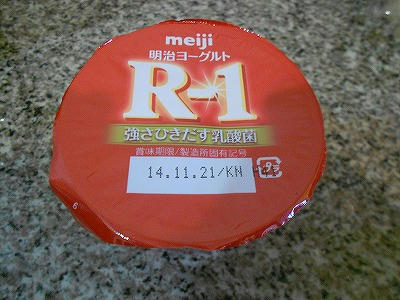 meiji
明治ヨーグルト
R-1
強さひきだす乳酸菌
賞味期限/製造所固有記号
14.11.21/KN